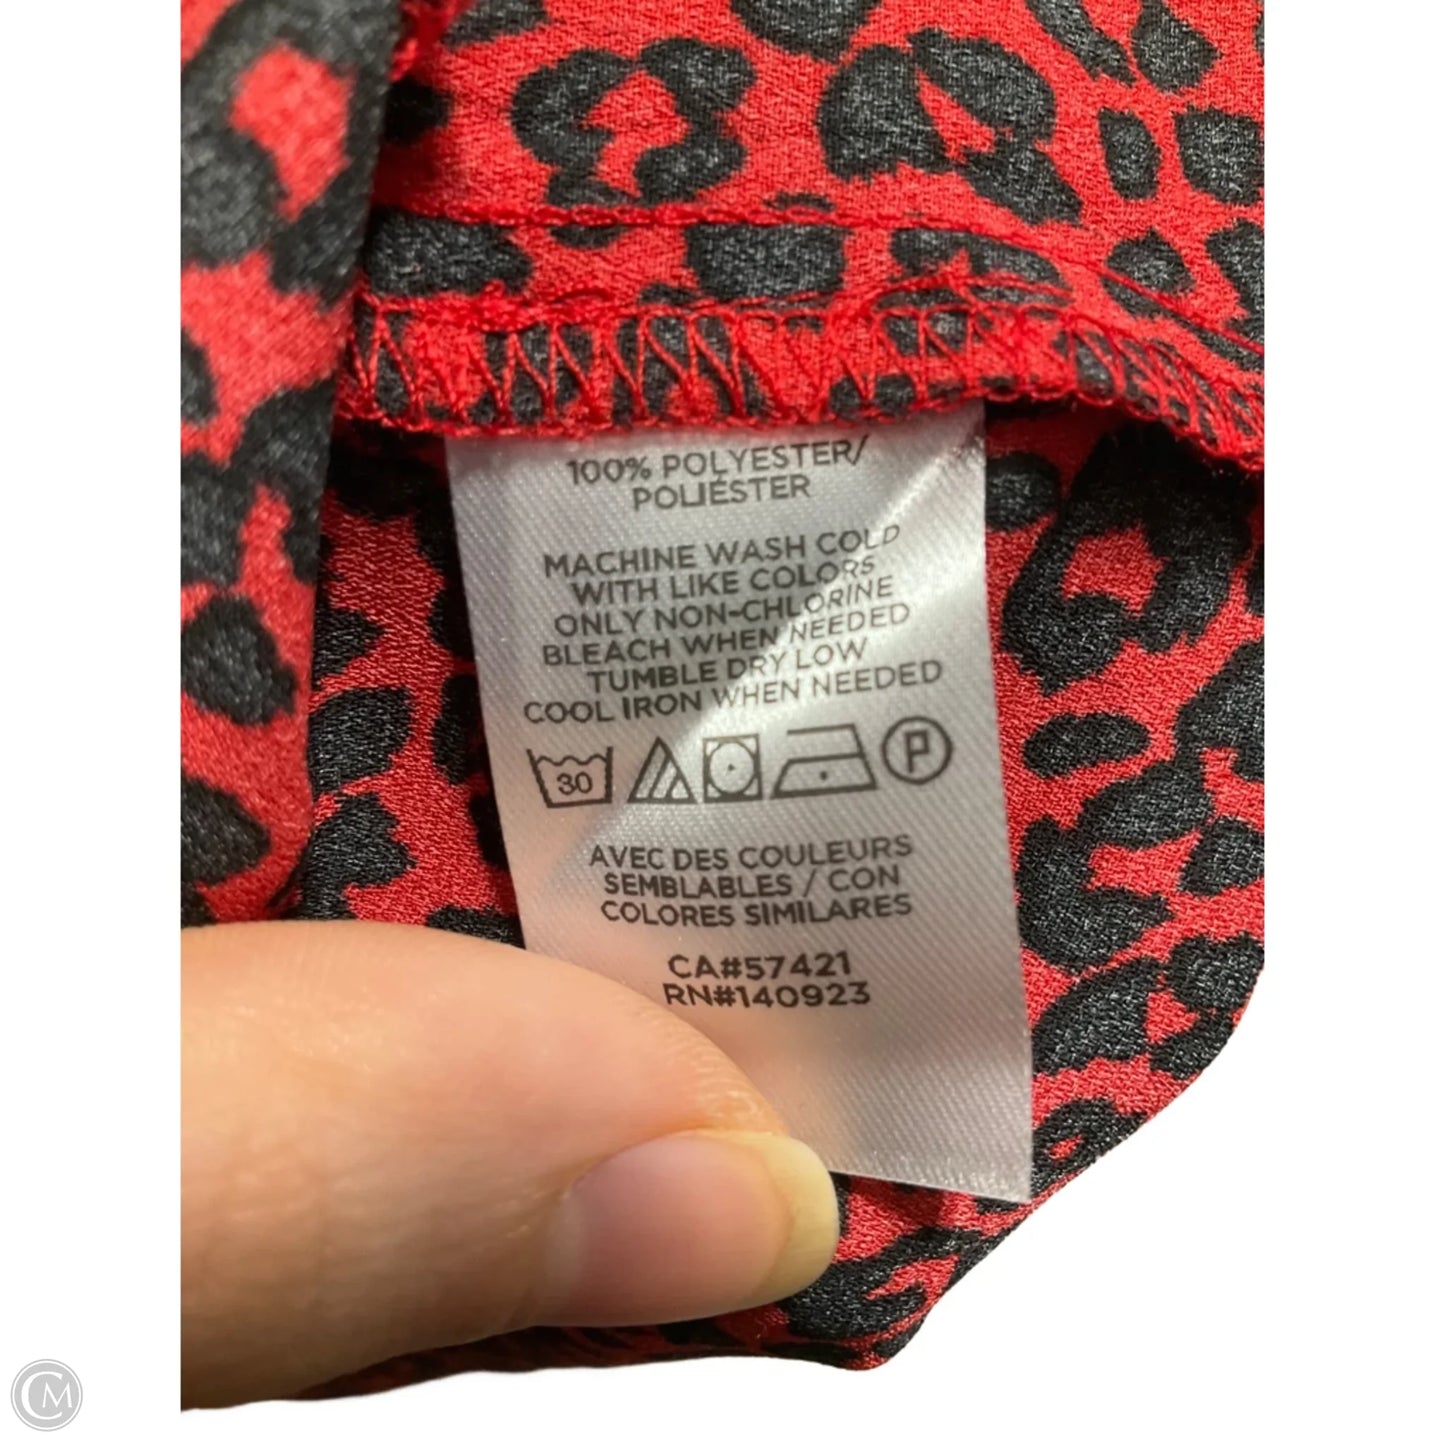 100% POLYESTER/
POLIÉSTER
MACHINE WASH COLD
WITH LIKE COLORS
ONLY NON-CHLORINE
BLEACH WHEN NEEDED
TUMBLE DRY LOW
COOL IRON WHEN NEEDED
30 P
AVEC DES COULEURS
SEMBLABLES / CON
COLORES SIMILARES
CA#57421
RN#140923
CM